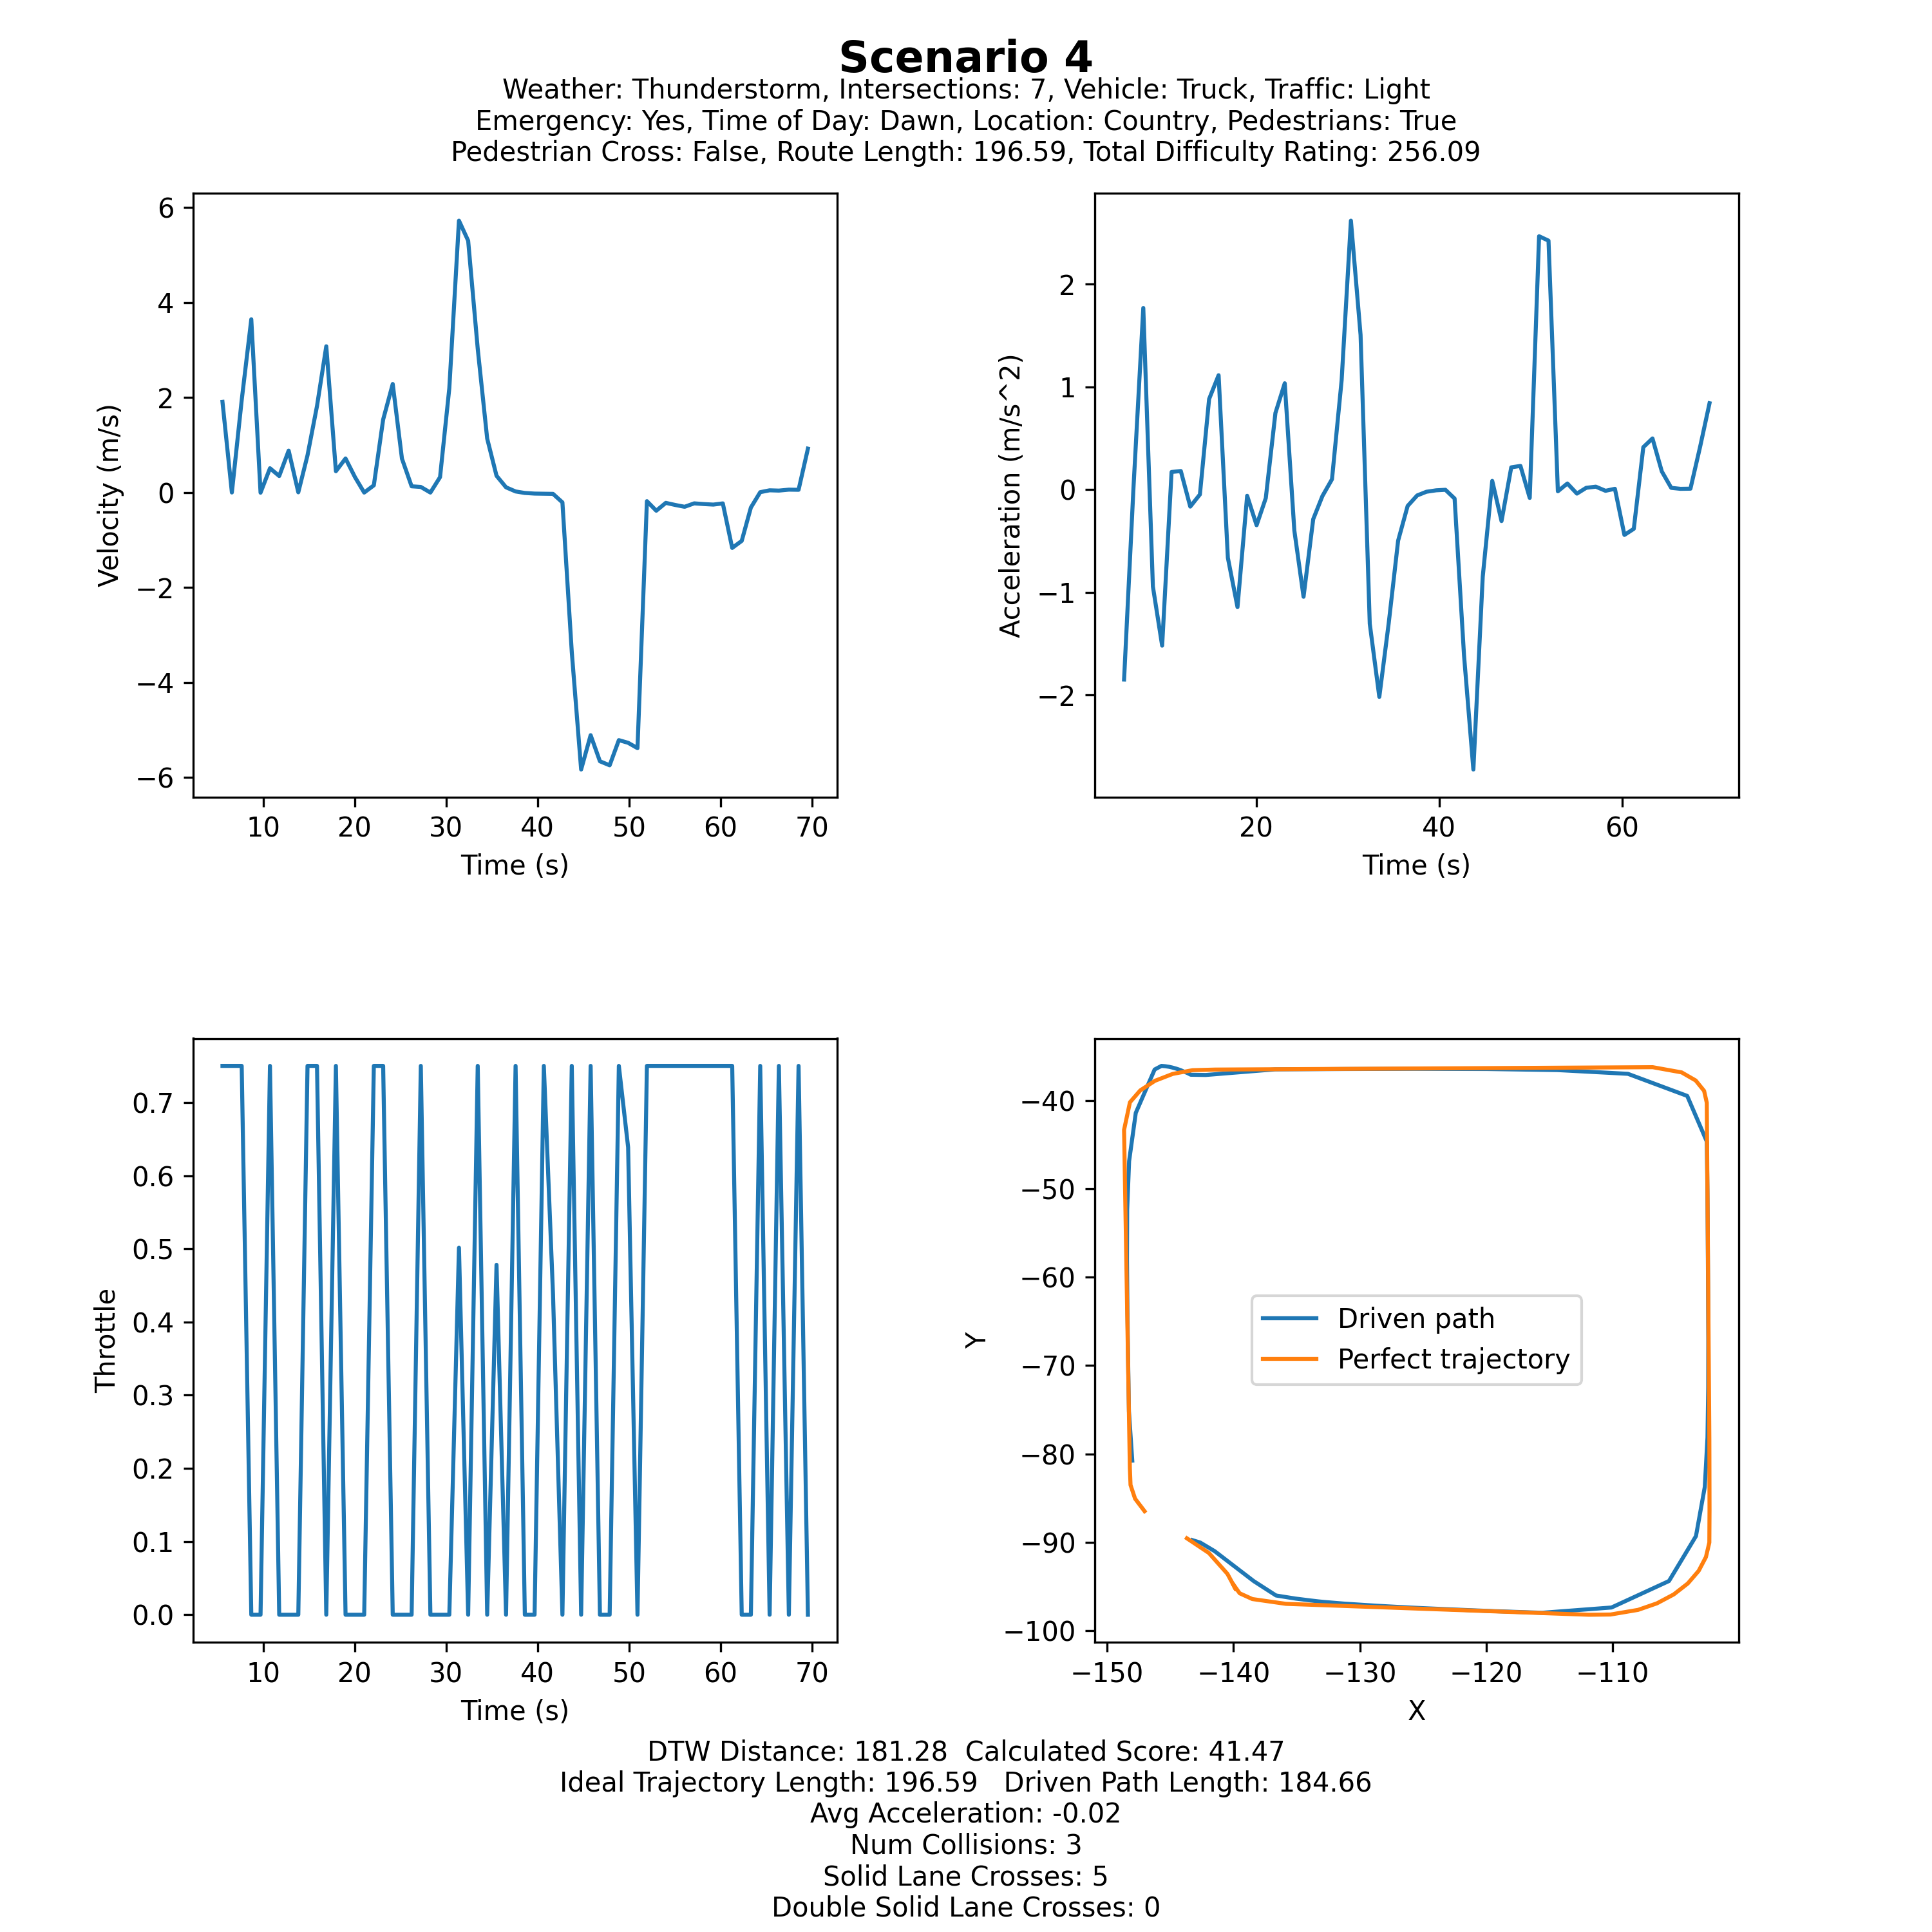 Scenario 4
Weather: Thunderstorm, Intersections: 7, Vehicle: Truck, Traffic: Light
Emergency: Yes, Time of Day: Dawn, Location: Country, Pedestrians: True
Pedestrian Cross: False, Route Length: 196.59, Total Difficulty Rating: 256.09
6
4
2
0
−2
−4
−6
Velocity (m/s)
10 20 30 40 50 60 70
Time (s)
2
1
0
−1
−2
Acceleration (m/s^2)
20 40 60
Time (s)
0.7
0.6
0.5
0.4
0.3
0.2
0.1
0.0
Throttle
10 20 30 40 50 60 70
Time (s)
−40
−50
−60
−70
−80
−90
−100
Y
Driven path
Perfect trajectory
−150 −140 −130 −120 −110
X
DTW Distance: 181.28 Calculated Score: 41.47
Ideal Trajectory Length: 196.59 Driven Path Length: 184.66
Avg Acceleration: -0.02
Num Collisions: 3
Solid Lane Crosses: 5
Double Solid Lane Crosses: 0